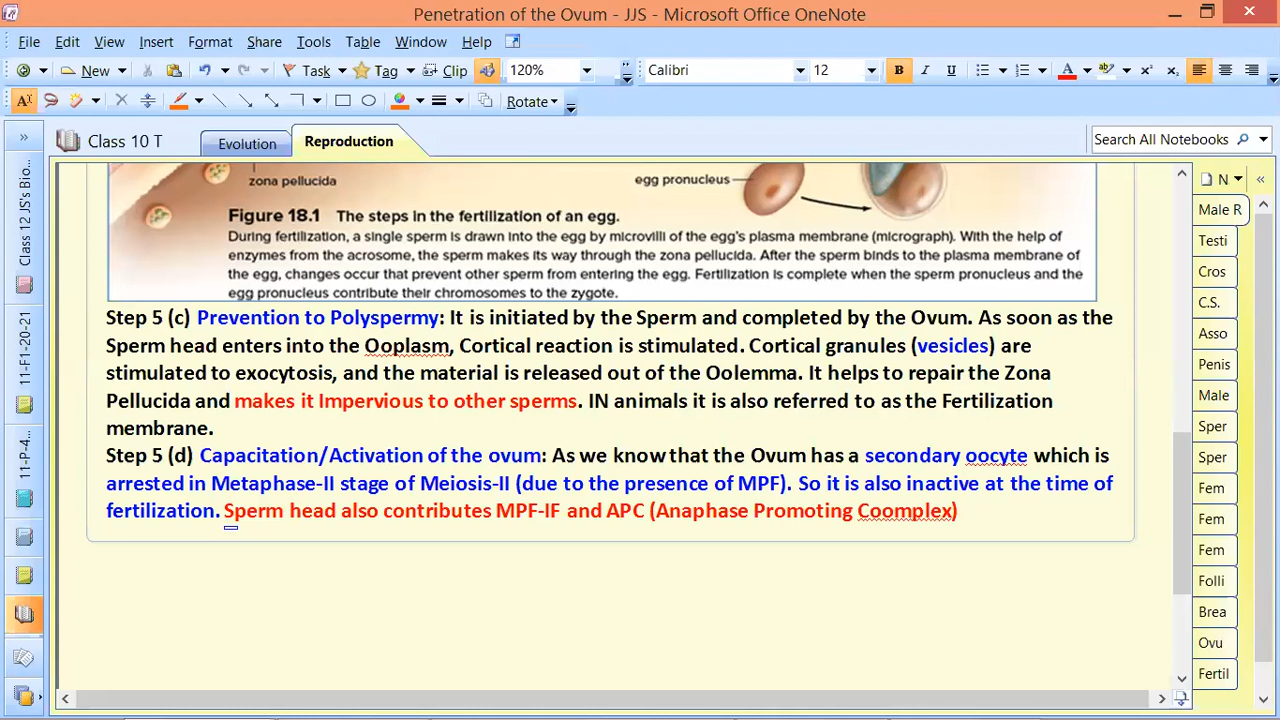 Penetration of the Ovum - JJS - Microsoft Office OneNote
File Edit View Insert Format Share Tools Table Window Help
New Task Tag Clip 120% Calibri 12 B I U
Rotate
Class 10 T Evolution Reproduction Search All Notebooks
Class 12 JS's Bio
11-F1-20-21
11-P-4
N
Male R
Testi
Cros
C.S.
Asso
Penis
Male
Sper
Sper
Fem
Fem
Fem
Folli
Brea
Ovu
Fertil
zona pellucida
egg pronucleus
Figure 18.1 The steps in the fertilization of an egg.
During fertilization, a single sperm is drawn into the egg by microvilli of the egg's plasma membrane (micrograph). With the help of
enzymes from the acrosome, the sperm makes its way through the zona pellucida. After the sperm binds to the plasma membrane of
the egg, changes occur that prevent other sperm from entering the egg. Fertilization is complete when the sperm pronucleus and the
egg pronucleus contribute their chromosomes to the zygote.
Step 5 (c) Prevention to Polyspermy: It is initiated by the Sperm and completed by the Ovum. As soon as the
Sperm head enters into the Ooplasm, Cortical reaction is stimulated. Cortical granules (vesicles) are
stimulated to exocytosis, and the material is released out of the Oolemma. It helps to repair the Zona
Pellucida and makes it Impervious to other sperms. IN animals it is also referred to as the Fertilization
membrane.
Step 5 (d) Capacitation/Activation of the ovum: As we know that the Ovum has a secondary oocyte which is
arrested in Metaphase-II stage of Meiosis-II (due to the presence of MPF). So it is also inactive at the time of
fertilization. Sperm head also contributes MPF-IF and APC (Anaphase Promoting Coomplex)